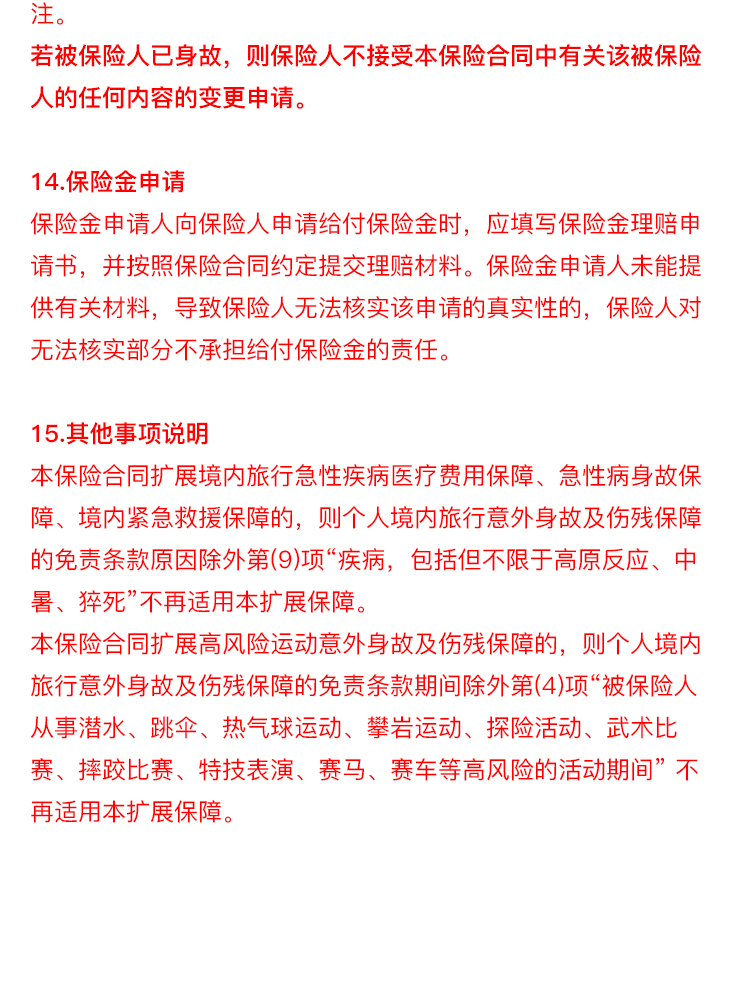 注。
若被保险人已身故，则保险人不接受本保险合同中有关该被保险
人的任何内容的变更申请。
14.保险金申请
保险金申请人向保险人申请给付保险金时，应填写保险金理赔申
请书，并按照保险合同约定提交理赔材料。保险金申请人未能提
供有关材料，导致保险人无法核实该申请的真实性的，保险人对
无法核实部分不承担给付保险金的责任。
15.其他事项说明
本保险合同扩展境内旅行急性疾病医疗费用保障、急性病身故保
障、境内紧急救援保障的，则个人境内旅行意外身故及伤残保障
的免责条款原因除外第(9)项“疾病，包括但不限于高原反应、中
暑、猝死”不再适用本扩展保障。
本保险合同扩展高风险运动意外身故及伤残保障的，则个人境内
旅行意外身故及伤残保障的免责条款期间除外第(4)项“被保险人
从事潜水、跳伞、热气球运动、攀岩运动、探险活动、武术比
赛、摔跤比赛、特技表演、赛马、赛车等高风险的活动期间” 不
再适用本扩展保障。